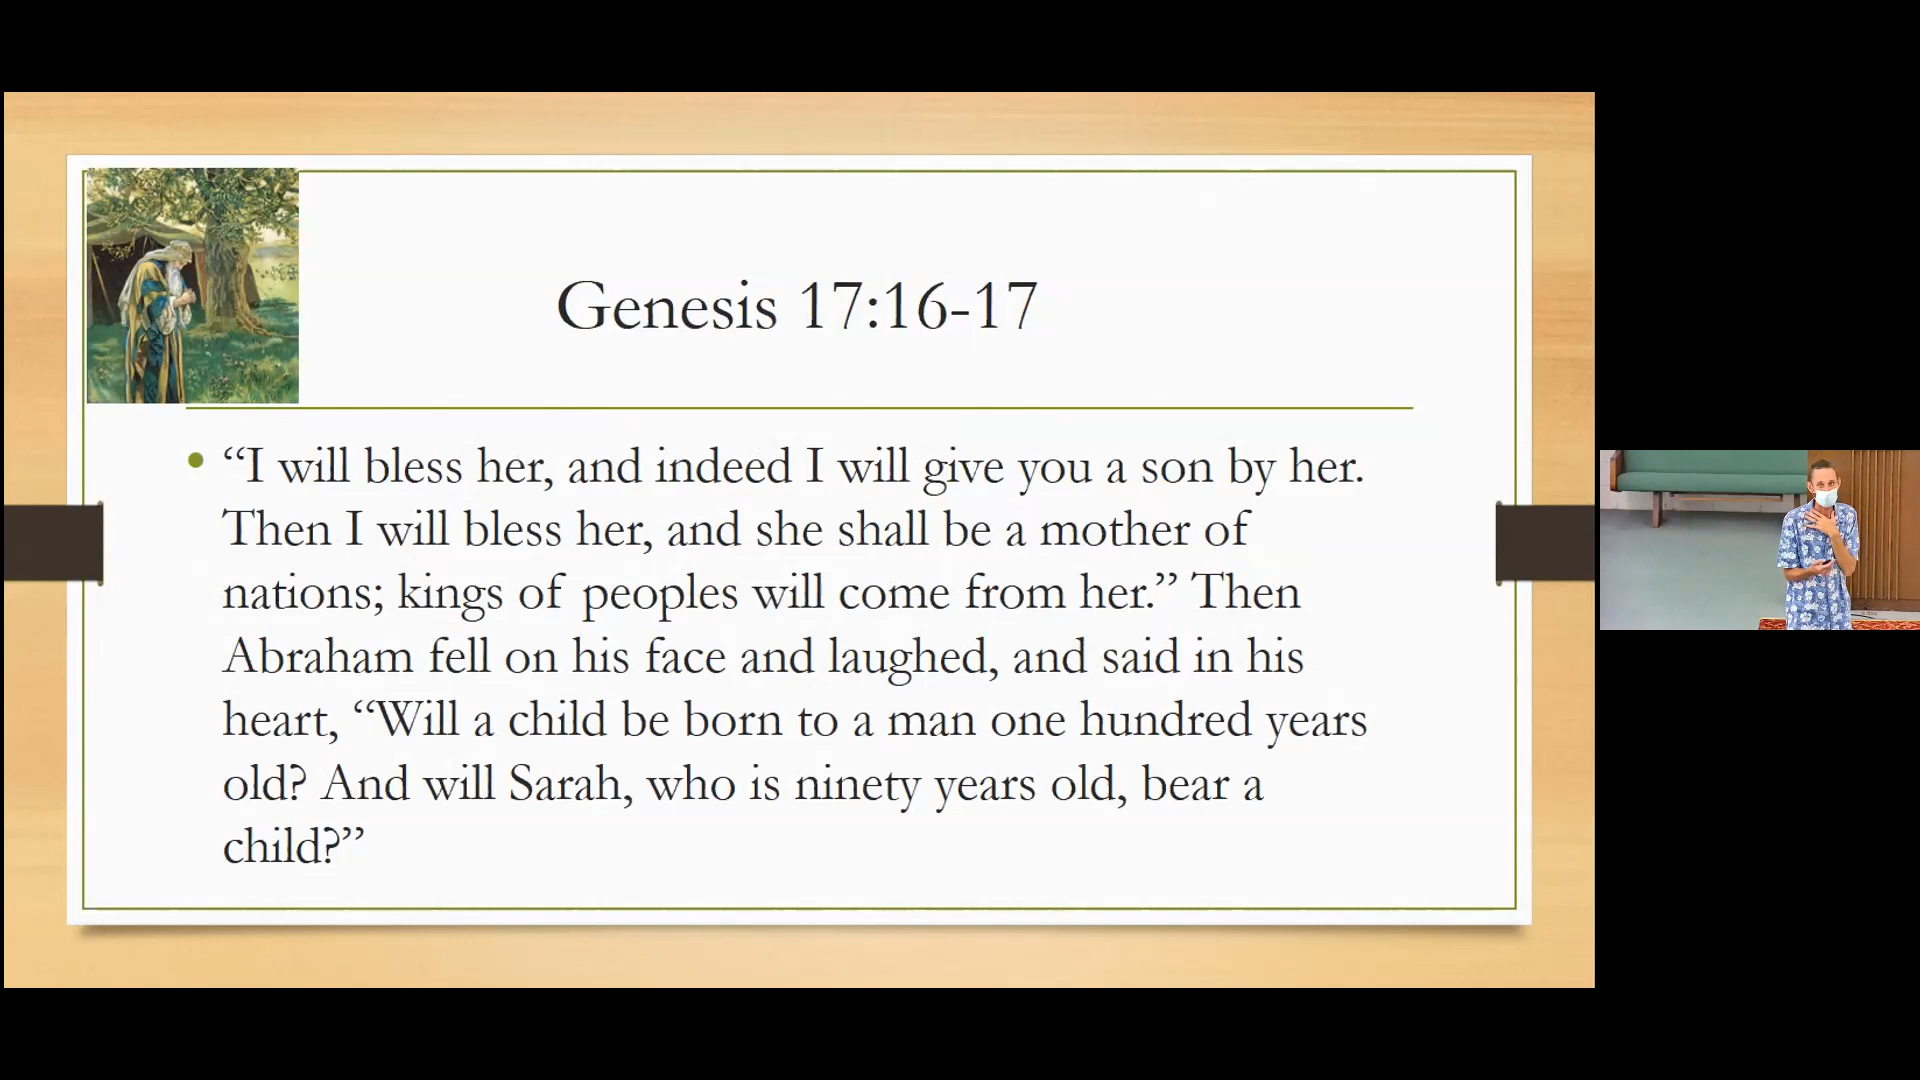 Genesis 17:16-17
• “I will bless her, and indeed I will give you a son by her.
Then I will bless her, and she shall be a mother of
nations; kings of peoples will come from her.” Then
Abraham fell on his face and laughed, and said in his
heart, “Will a child be born to a man one hundred years
old? And will Sarah, who is ninety years old, bear a
child?”